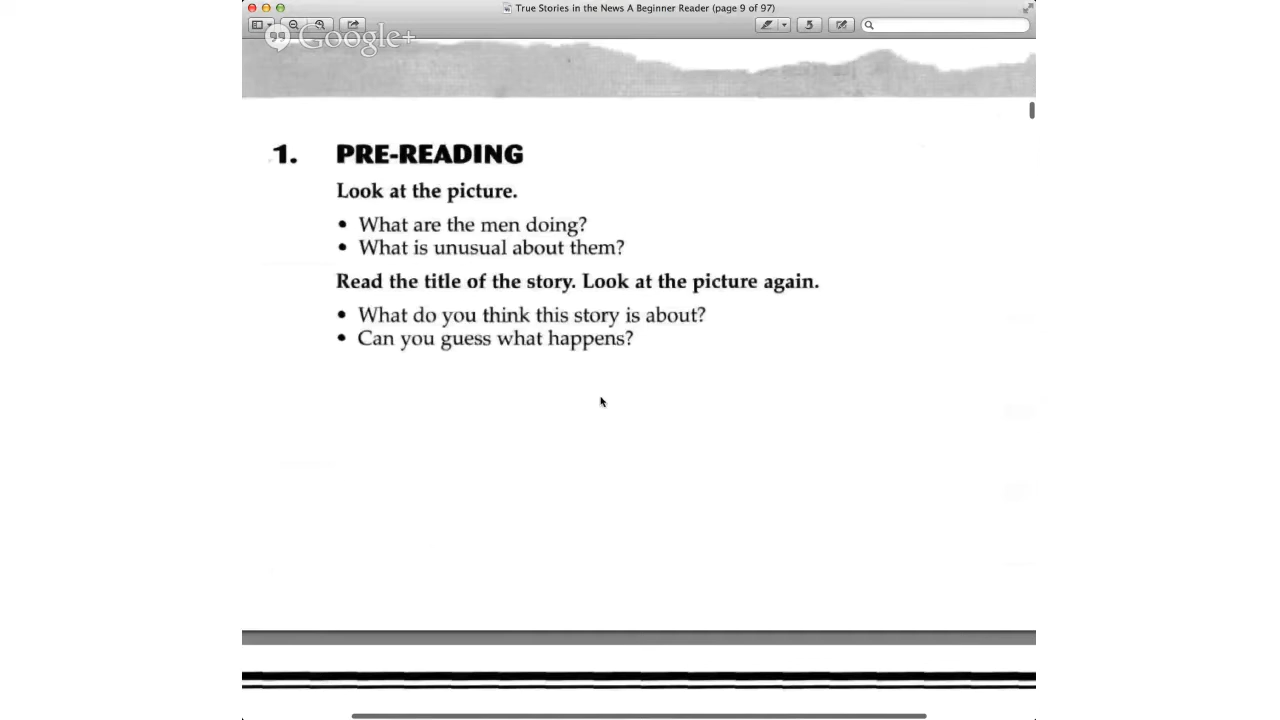 True Stories in the News A Beginner Reader (page 9 of 97)
Google+
1. PRE-READING
Look at the picture.
• What are the men doing?
• What is unusual about them?
Read the title of the story. Look at the picture again.
• What do you think this story is about?
• Can you guess what happens?